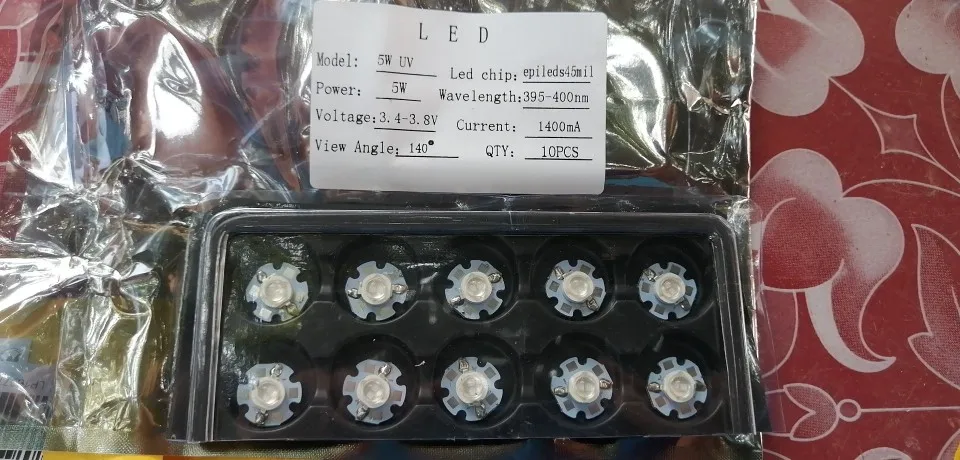 LED
Model: 5W UV
Led chip: epileds45mil
Power: 5W
Wavelength: 395-400nm
Voltage: 3.4-3.8V
Current: 1400mA
View Angle: 140°
QTY: 10PCS